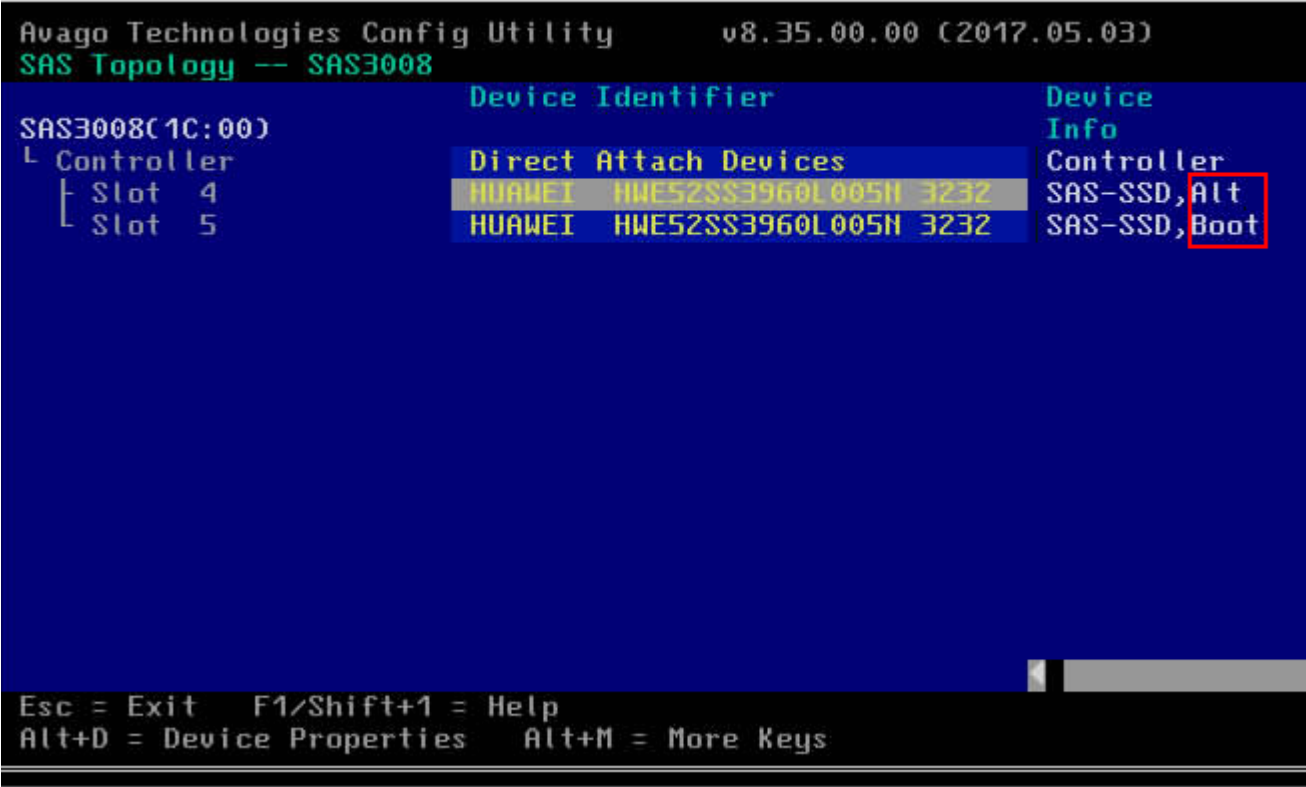 Avago Technologies Config Utility v8.35.00.00 (2017.05.03)
SAS Topology -- SAS3008
Device Identifier Device
SAS3008(1C:00) Info
Controller Direct Attach Devices Controller
Slot 4 HUAWEI HWE52SS3960L005N 3232 SAS-SSD,Alt
Slot 5 HUAWEI HWE52SS3960L005N 3232 SAS-SSD,Boot
Esc = Exit F1/Shift+1 = Help
Alt+D = Device Properties Alt+M = More Keys